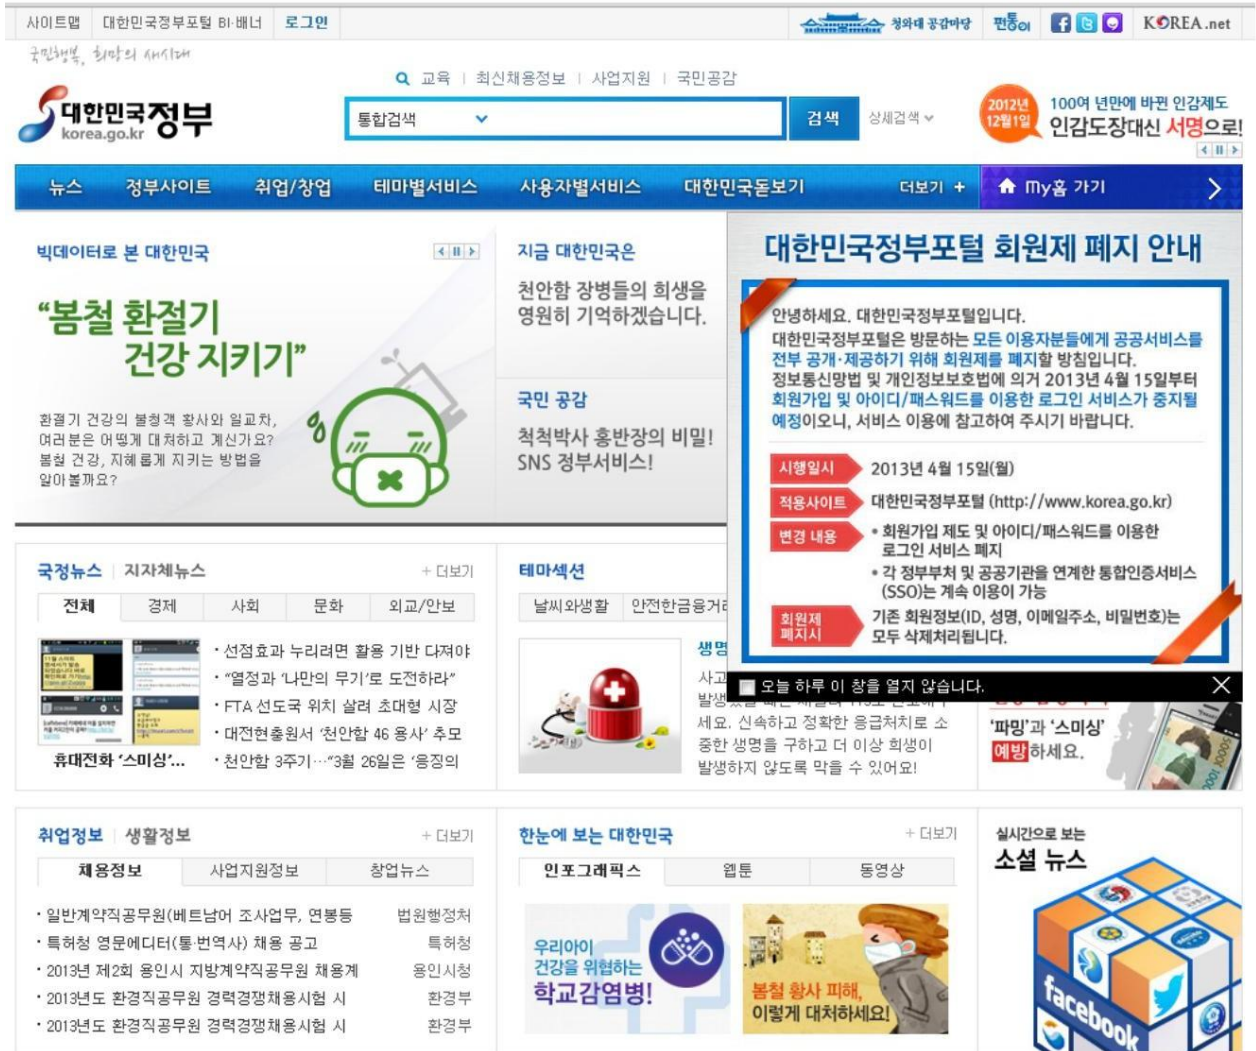 사이트맵
대한민국정부포털 BI·배너
로그인
청와대 공감마당
펀통이
KOREA.net
국민행복, 희망의 새시대
대한민국정부
korea.go.kr
교육 | 최신채용정보 | 사업지원 | 국민공감
통합검색
검색
상세검색
2012년
12월1일
100여 년만에 바뀐 인감제도
인감도장대신 서명으로!
뉴스
정부사이트
취업/창업
테마별서비스
사용자별서비스
대한민국돋보기
더보기 +
My홈 가기
빅데이터로 본 대한민국
“봄철 환절기
건강 지키기”
환절기 건강의 불청객 황사와 일교차,
여러분은 어떻게 대처하고 계신가요?
봄철 건강, 지혜롭게 지키는 방법을
알아볼까요?
지금 대한민국은
천안함 장병들의 희생을
영원히 기억하겠습니다.
국민 공감
척척박사 홍반장의 비밀!
SNS 정부서비스!
대한민국정부포털 회원제 폐지 안내
안녕하세요. 대한민국정부포털입니다.
대한민국정부포털은 방문하는 모든 이용자분들에게 공공서비스를
전부 공개·제공하기 위해 회원제를 폐지할 방침입니다.
정보통신망법 및 개인정보보호법에 의거 2013년 4월 15일부터
회원가입 및 아이디/패스워드를 이용한 로그인 서비스가 중지될
예정이오니, 서비스 이용에 참고하여 주시기 바랍니다.
시행일시 2013년 4월 15일(월)
적용사이트 대한민국정부포털 (http://www.korea.go.kr)
변경 내용 • 회원가입 제도 및 아이디/패스워드를 이용한
로그인 서비스 폐지
• 각 정부부처 및 공공기관을 연계한 통합인증서비스
(SSO)는 계속 이용이 가능
회원제
폐지시
기존 회원정보(ID, 성명, 이메일주소, 비밀번호)는
모두 삭제처리됩니다.
오늘 하루 이 창을 열지 않습니다.
국정뉴스 | 지자체뉴스
+ 더보기
전체
경제
사회
문화
외교/안보
휴대전화 ‘스미싱’...
· 선점효과 누리려면 활용 기반 다져야
· “열정과 ‘나만의 무기’로 도전하라”
· FTA 선도국 위치 살려 초대형 시장
· 대전현충원서 ‘천안함 46 용사’ 추모
· 천안함 3주기…“3월 26일은 ‘응징의
테마섹션
날씨와생활
안전한금융거
생명
사고
발생
세요. 신속하고 정확한 응급처치로 소
중한 생명을 구하고 더 이상 희생이
발생하지 않도록 막을 수 있어요!
‘파밍’과 ‘스미싱’
예방하세요.
취업정보 | 생활정보
+ 더보기
채용정보
사업지원정보
창업뉴스
· 일반계약직공무원(베트남어 조사업무, 연봉등 법원행정처
· 특허청 영문에디터(통·번역사) 채용 공고 특허청
· 2013년 제2회 용인시 지방계약직공무원 채용계 용인시청
· 2013년도 환경직공무원 경력경쟁채용시험 시 환경부
· 2013년도 환경직공무원 경력경쟁채용시험 시 환경부
한눈에 보는 대한민국
+ 더보기
인포그래픽스
웹툰
동영상
우리아이
건강을 위협하는
학교감염병!
봄철 황사 피해,
이렇게 대처하세요!
실시간으로 보는
소셜 뉴스
facebook